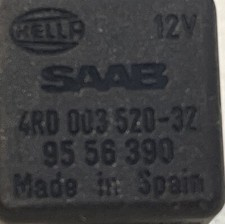 HELLA 12V
SAAB
4RD 003 520-32
95 56 390
Made in Spain